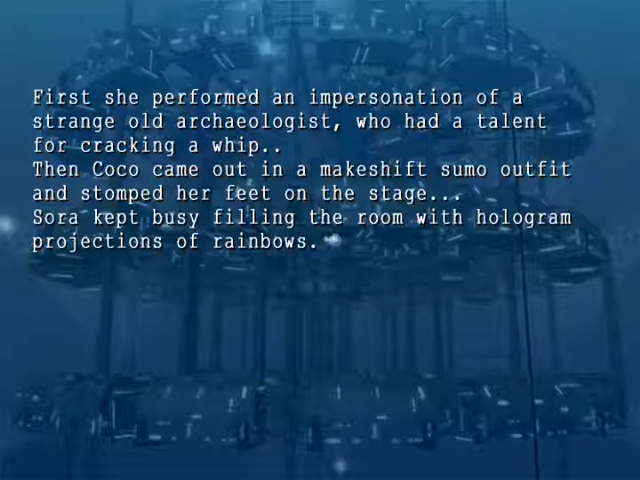 First she performed an impersonation of a
strange old archaeologist, who had a talent
for cracking a whip..
Then Coco came out in a makeshift sumo outfit
and stomped her feet on the stage...
Sora kept busy filling the room with hologram
projections of rainbows.